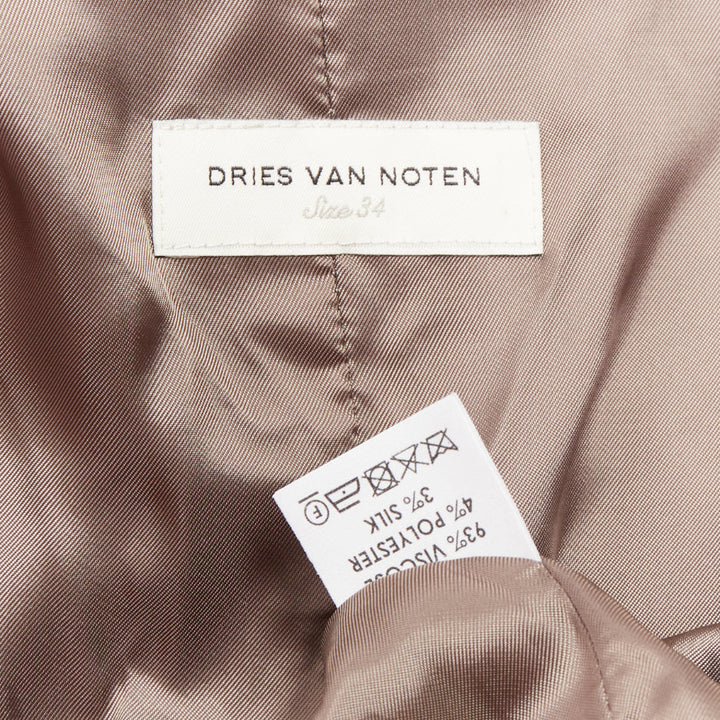 DRIES VAN NOTEN
Size 34
93% VISCOSE
4% POLYESTER
3% SILK
F